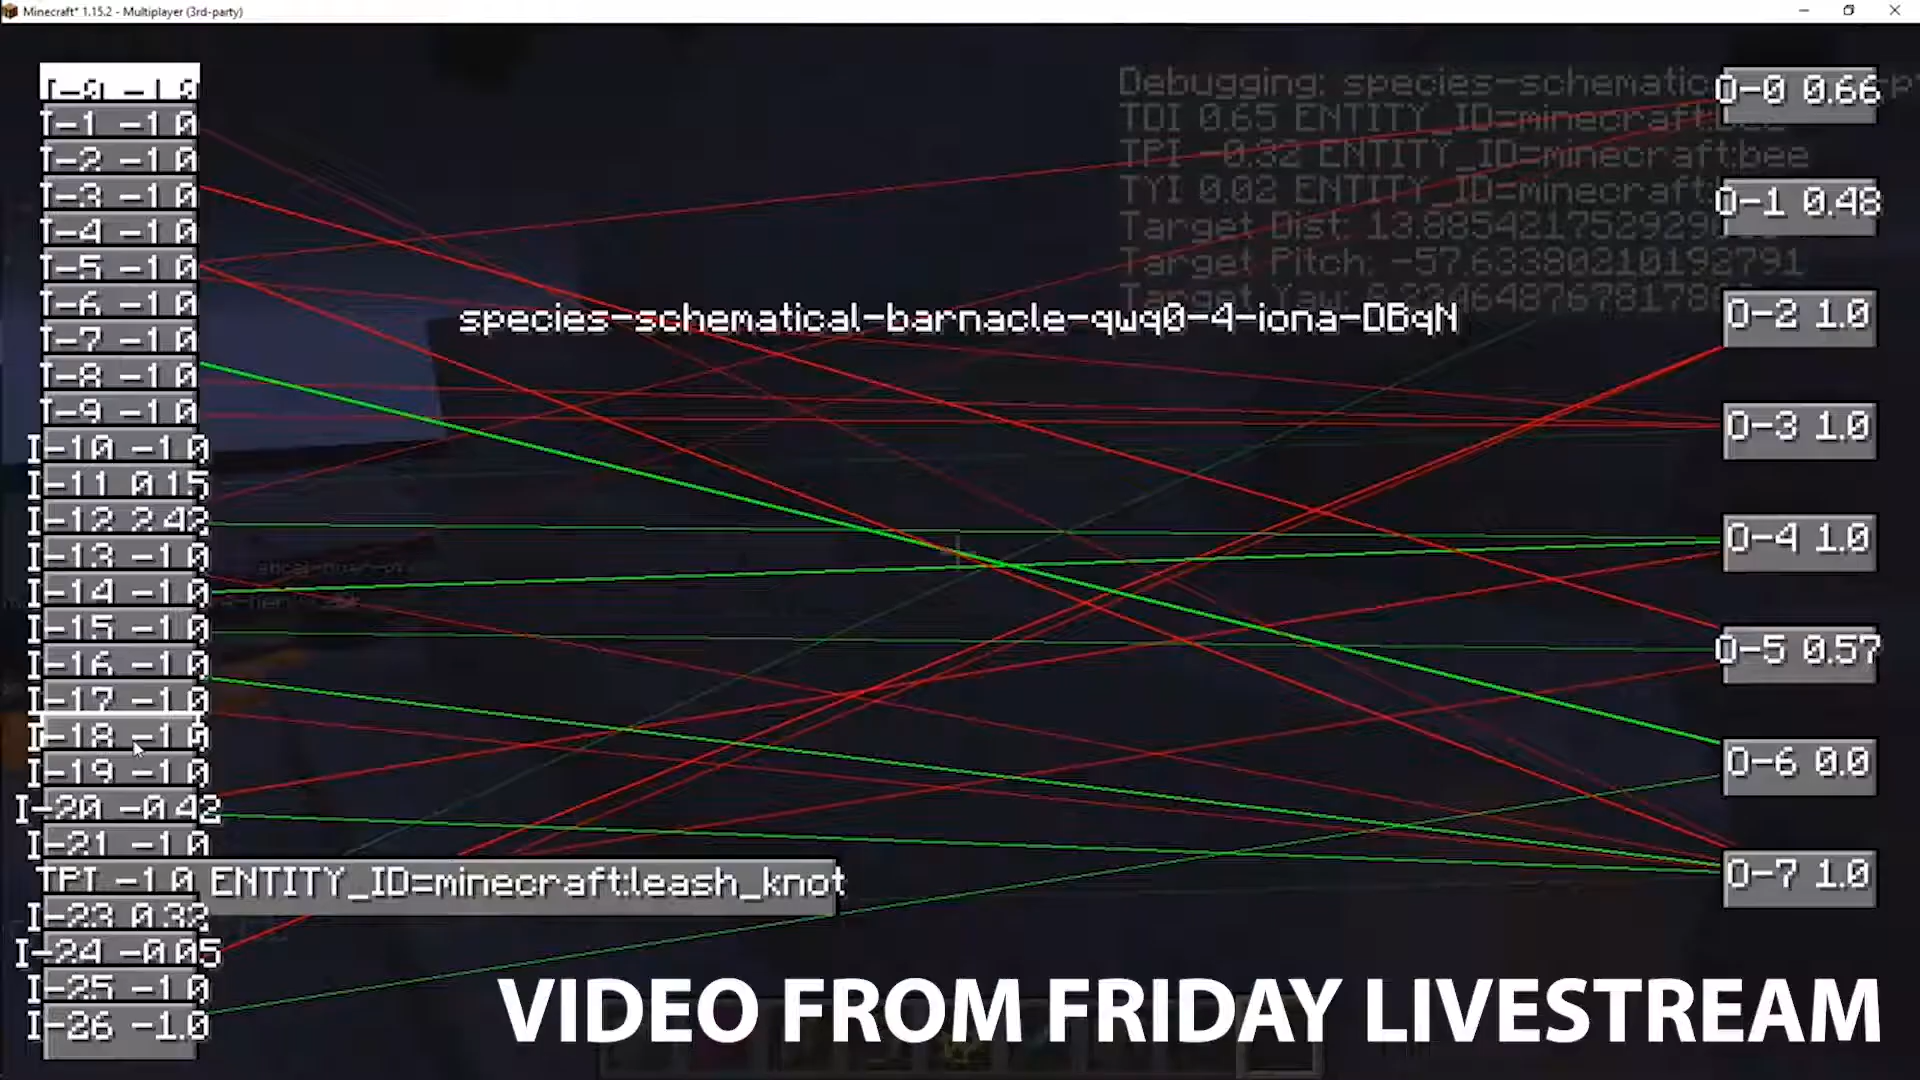 Minecraft* 1.15.2 - Multiplayer (3rd-party)
I-0 -1.0
I-1 -1.0
I-2 -1.0
I-3 -1.0
I-4 -1.0
I-5 -1.0
I-6 -1.0
I-7 -1.0
I-8 -1.0
I-9 -1.0
I-10 -1.0
I-11 0.15
I-12 2.42
I-13 -1.0
I-14 -1.0
I-15 -1.0
I-16 -1.0
I-17 -1.0
I-18 -1.0
I-19 -1.0
I-20 -0.42
I-21 -1.0
TPI -1.0 ENTITY_ID=minecraft:leash_knot
I-23 0.32
I-24 -0.05
I-25 -1.0
I-26 -1.0
Debugging: species-schematic
TDI 0.65 ENTITY_ID=minecraft:bee
TPI -0.32 ENTITY_ID=minecraft:bee
TYI 0.02 ENTITY_ID=minecraft:
Target Dist: 13.885421752929
Target Pitch: -57.633802101927​91
Target Yaw:
species-schematical-barnacle-qwq0-4-iona-DBqN
O-0 0.66
O-1 0.48
O-2 1.0
O-3 1.0
O-4 1.0
O-5 0.57
O-6 0.0
O-7 1.0
VIDEO FROM FRIDAY LIVESTREAM